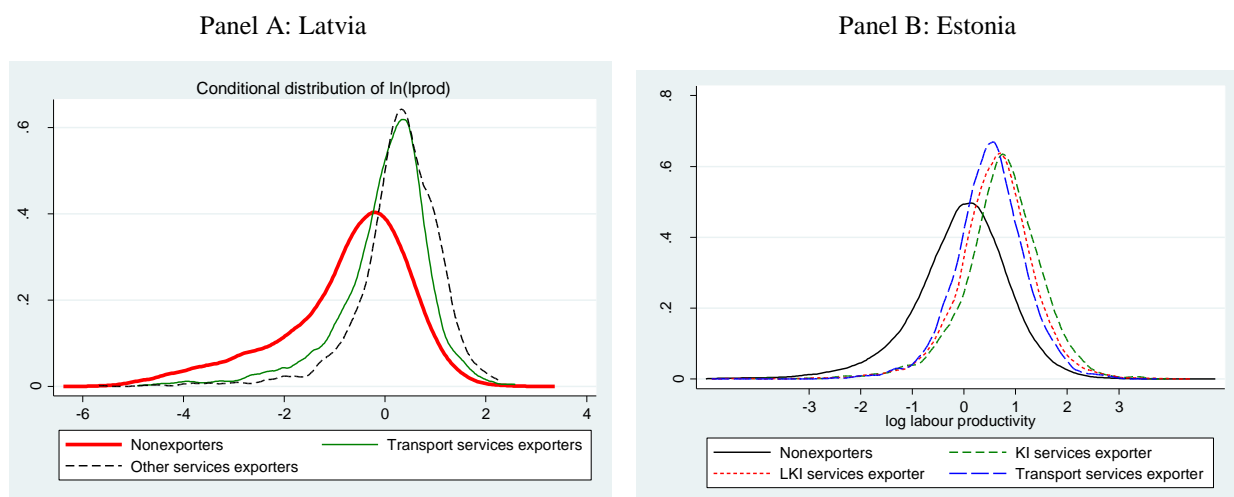 Panel A: Latvia
Panel B: Estonia
Conditional distribution of ln(lprod)
.6
.4
.2
0
-6 -4 -2 0 2 4
Nonexporters Transport services exporters
Other services exporters
.8
.6
.4
.2
0
-3 -2 -1 0 1 2 3
log labour productivity
Nonexporters KI services exporter
LKI services exporter Transport services exporter